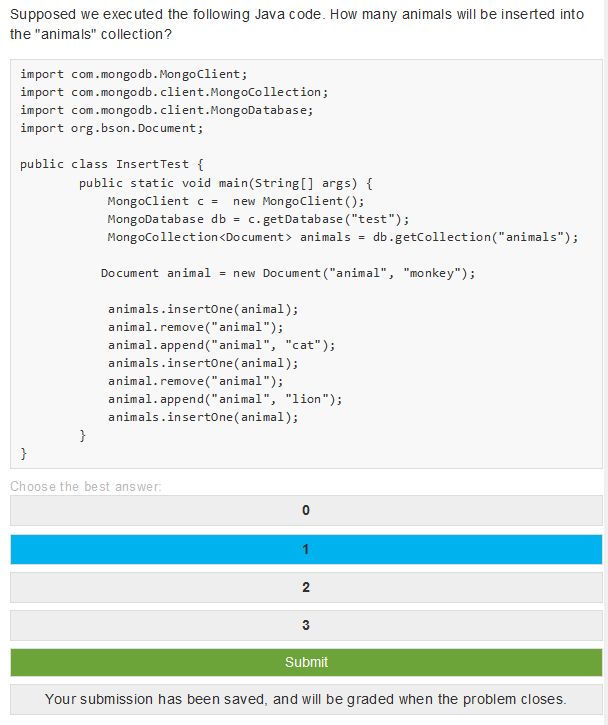 Supposed we executed the following Java code. How many animals will be inserted into
the "animals" collection?
import com.mongodb.MongoClient;
import com.mongodb.client.MongoCollection;
import com.mongodb.client.MongoDatabase;
import org.bson.Document;
public class InsertTest {
public static void main(String[] args) {
MongoClient c =  new MongoClient();
MongoDatabase db = c.getDatabase("test");
MongoCollection<Document> animals = db.getCollection("animals");
Document animal = new Document("animal", "monkey");
animals.insertOne(animal);
animal.remove("animal");
animal.append("animal", "cat");
animals.insertOne(animal);
animal.remove("animal");
animal.append("animal", "lion");
animals.insertOne(animal);
}
}
Choose the best answer:
0
1
2
3
Submit
Your submission has been saved, and will be graded when the problem closes.